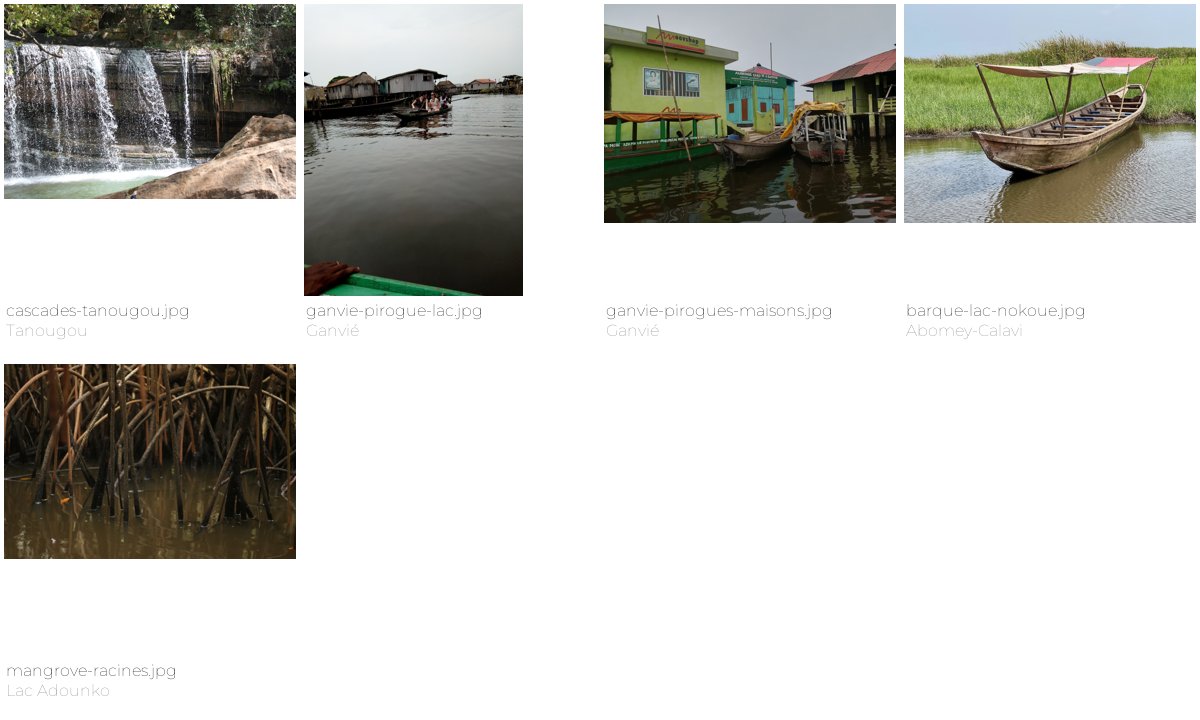 moovshop
cascades-tanougou.jpg
Tanougou
ganvie-pirogue-lac.jpg
Ganvié
ganvie-pirogues-maisons.jpg
Ganvié
barque-lac-nokoue.jpg
Abomey-Calavi
mangrove-racines.jpg
Lac Adounko